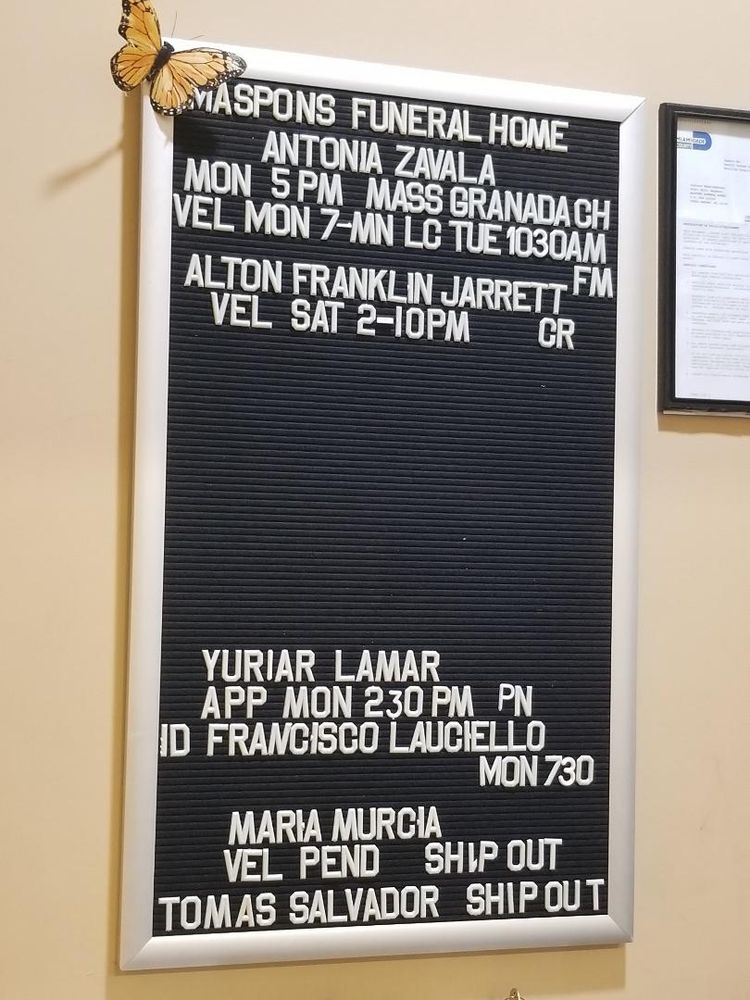 MASPONS FUNERAL HOME
ANTONIA ZAVALA
MON 5 PM MASS GRANADA CH
VEL MON 7-MN LC TUE 1030AM
FM
ALTON FRANKLIN JARRETT
VEL SAT 2-10PM CR
YURIAR LAMAR
APP MON 230 PM PN
ID FRANCISCO LAUCIELLO
MON 730
MARIA MURCIA
VEL PEND SHIP OUT
TOMAS SALVADOR SHIP OUT